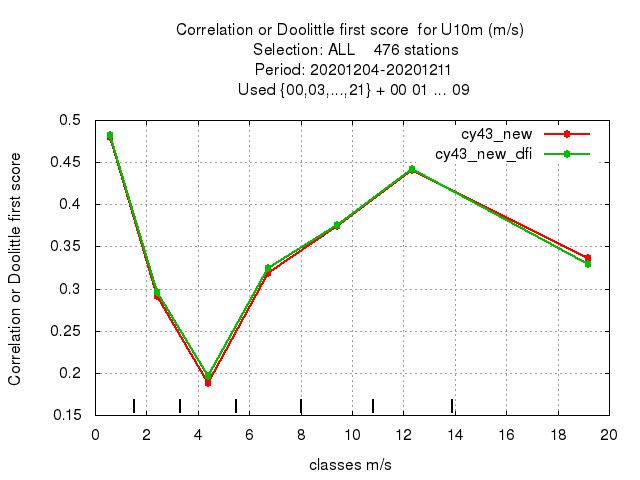 Correlation or Doolittle first score  for U10m (m/s)
Selection: ALL    476 stations
Period: 20201204-20201211
Used {00,03,...,21} + 00 01 ... 09
Correlation or Doolittle first score
0.5
0.45
0.4
0.35
0.3
0.25
0.2
0.15
cy43_new
cy43_new_dfi
0 2 4 6 8 10 12 14 16 18 20
classes m/s